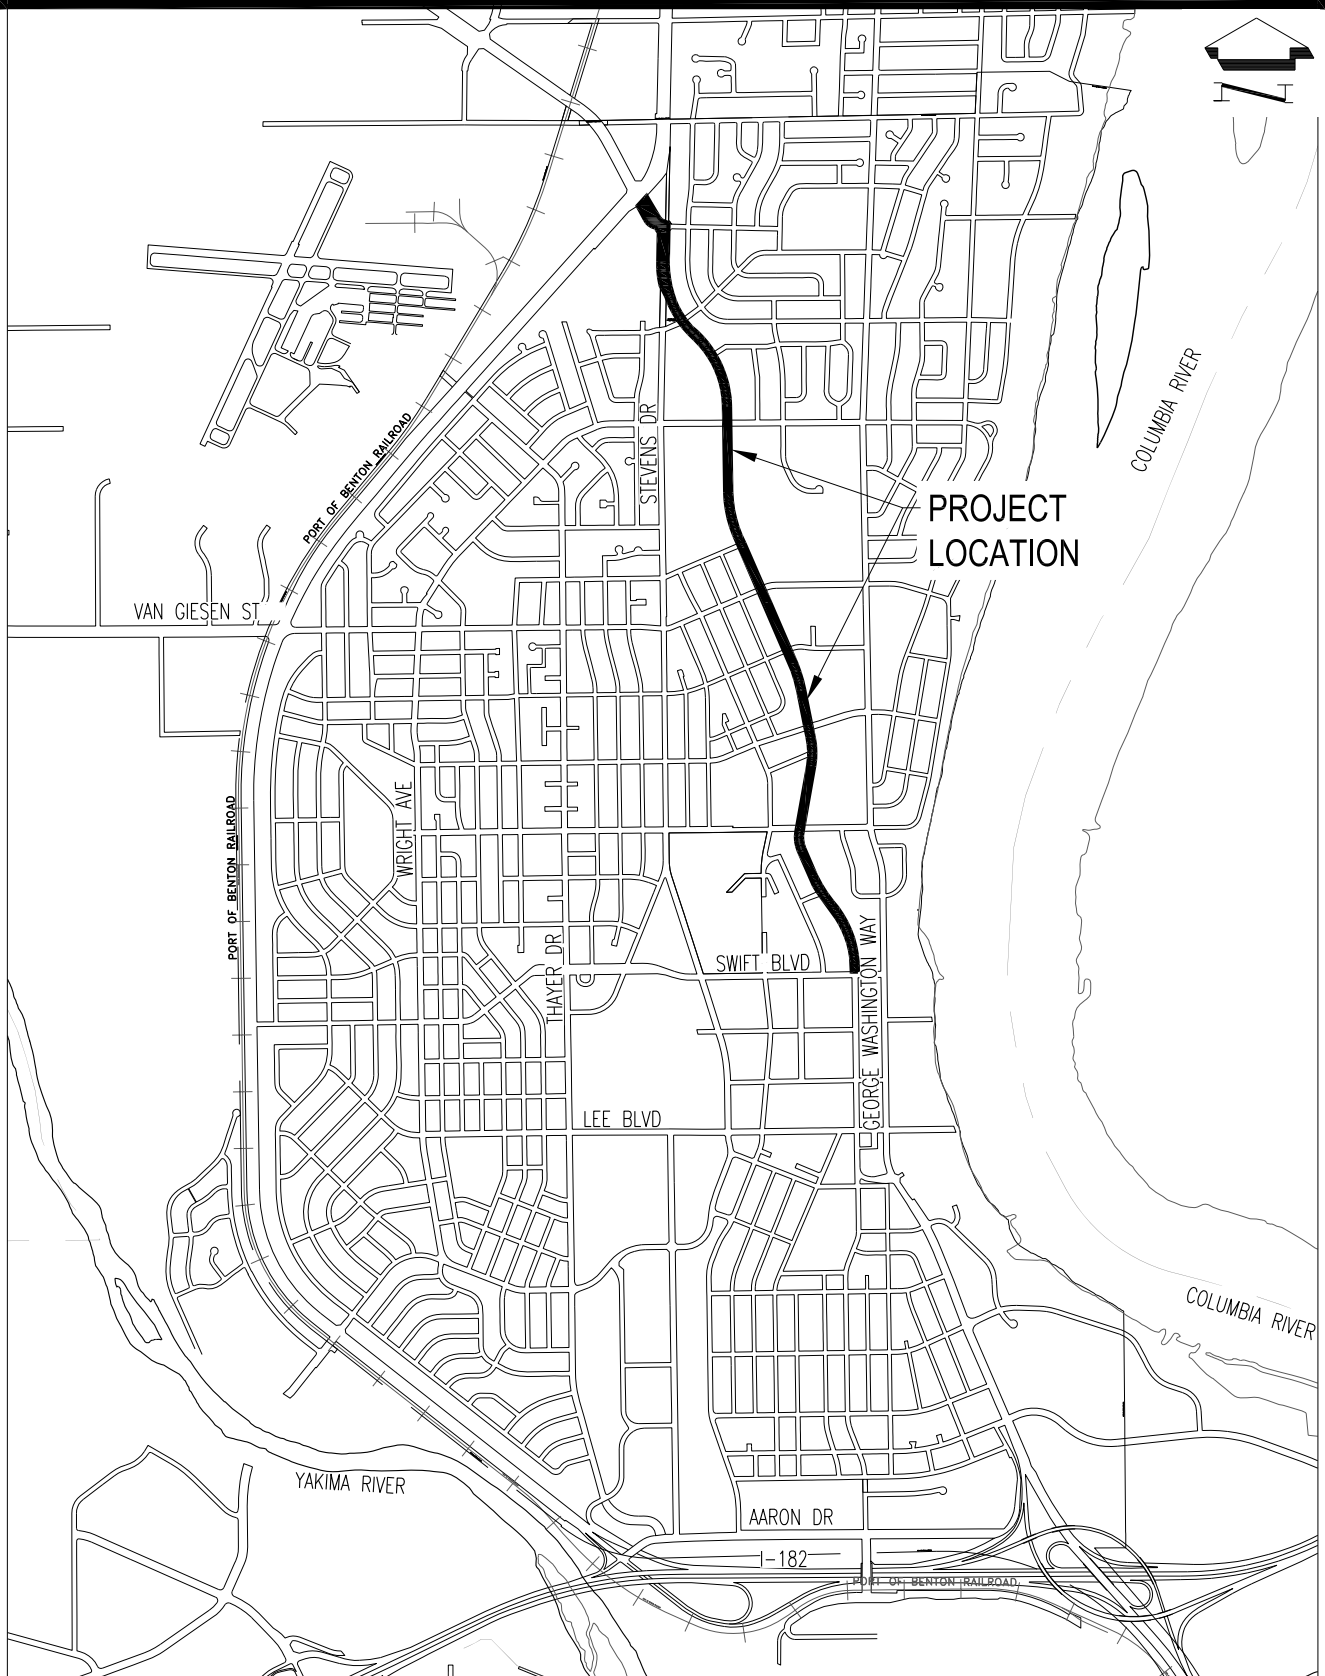 N
COLUMBIA RIVER
STEVENS DR
PORT OF BENTON RAILROAD
PROJECT
LOCATION
VAN GIESEN ST
WRIGHT AVE
PORT OF BENTON RAILROAD
THAYER DR
SWIFT BLVD
GEORGE WASHINGTON WAY
LEE BLVD
COLUMBIA RIVER
YAKIMA RIVER
AARON DR
I-182
PORT OF BENTON RAILROAD